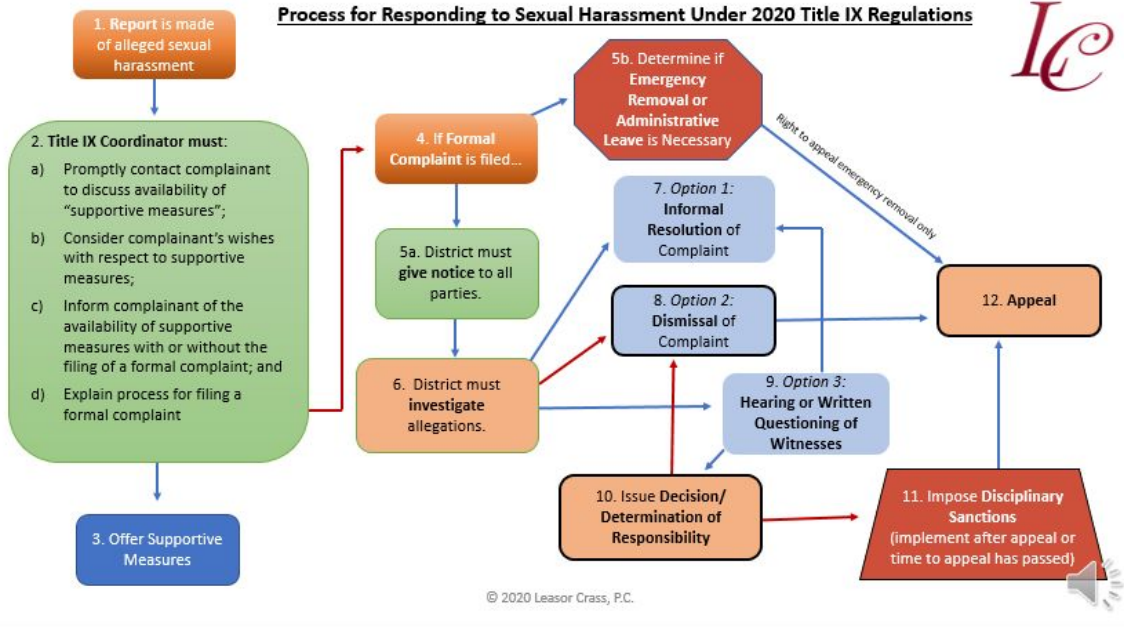 Process for Responding to Sexual Harassment Under 2020 Title IX Regulations
LC
1. Report is made
of alleged sexual
harassment
2. Title IX Coordinator must:
a) Promptly contact complainant
to discuss availability of
“supportive measures”;
b) Consider complainant’s wishes
with respect to supportive
measures;
c) Inform complainant of the
availability of supportive
measures with or without the
filing of a formal complaint; and
d) Explain process for filing a
formal complaint
3. Offer Supportive
Measures
4. If Formal
Complaint is filed...
5a. District must
give notice to all
parties.
5b. Determine if
Emergency
Removal or
Administrative
Leave is Necessary
Right to appeal emergency removal only
6. District must
investigate
allegations.
7. Option 1:
Informal
Resolution of
Complaint
8. Option 2:
Dismissal of
Complaint
9. Option 3:
Hearing or Written
Questioning of
Witnesses
10. Issue Decision/
Determination of
Responsibility
11. Impose Disciplinary
Sanctions
(implement after appeal or
time to appeal has passed)
12. Appeal
© 2020 Leasor Crass, P.C.